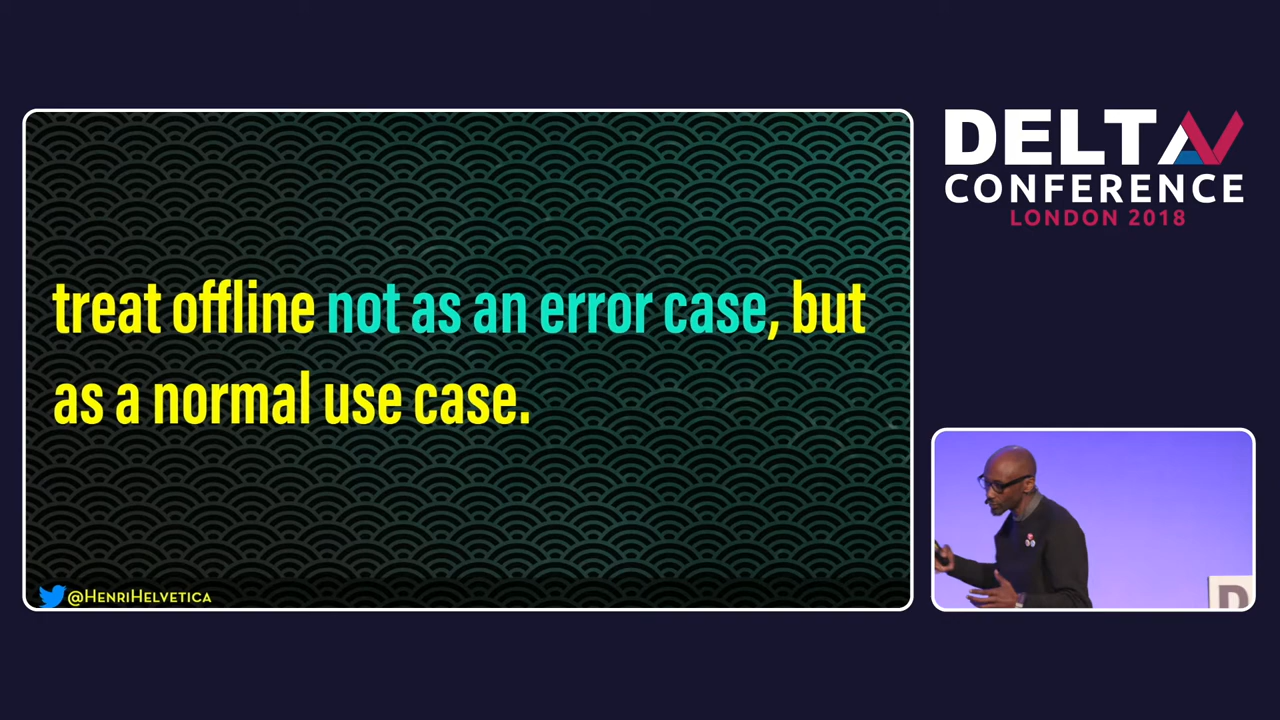 treat offline not as an error case, but
as a normal use case.
@HenriHelvetica
DELTA V
CONFERENCE
LONDON 2018
D